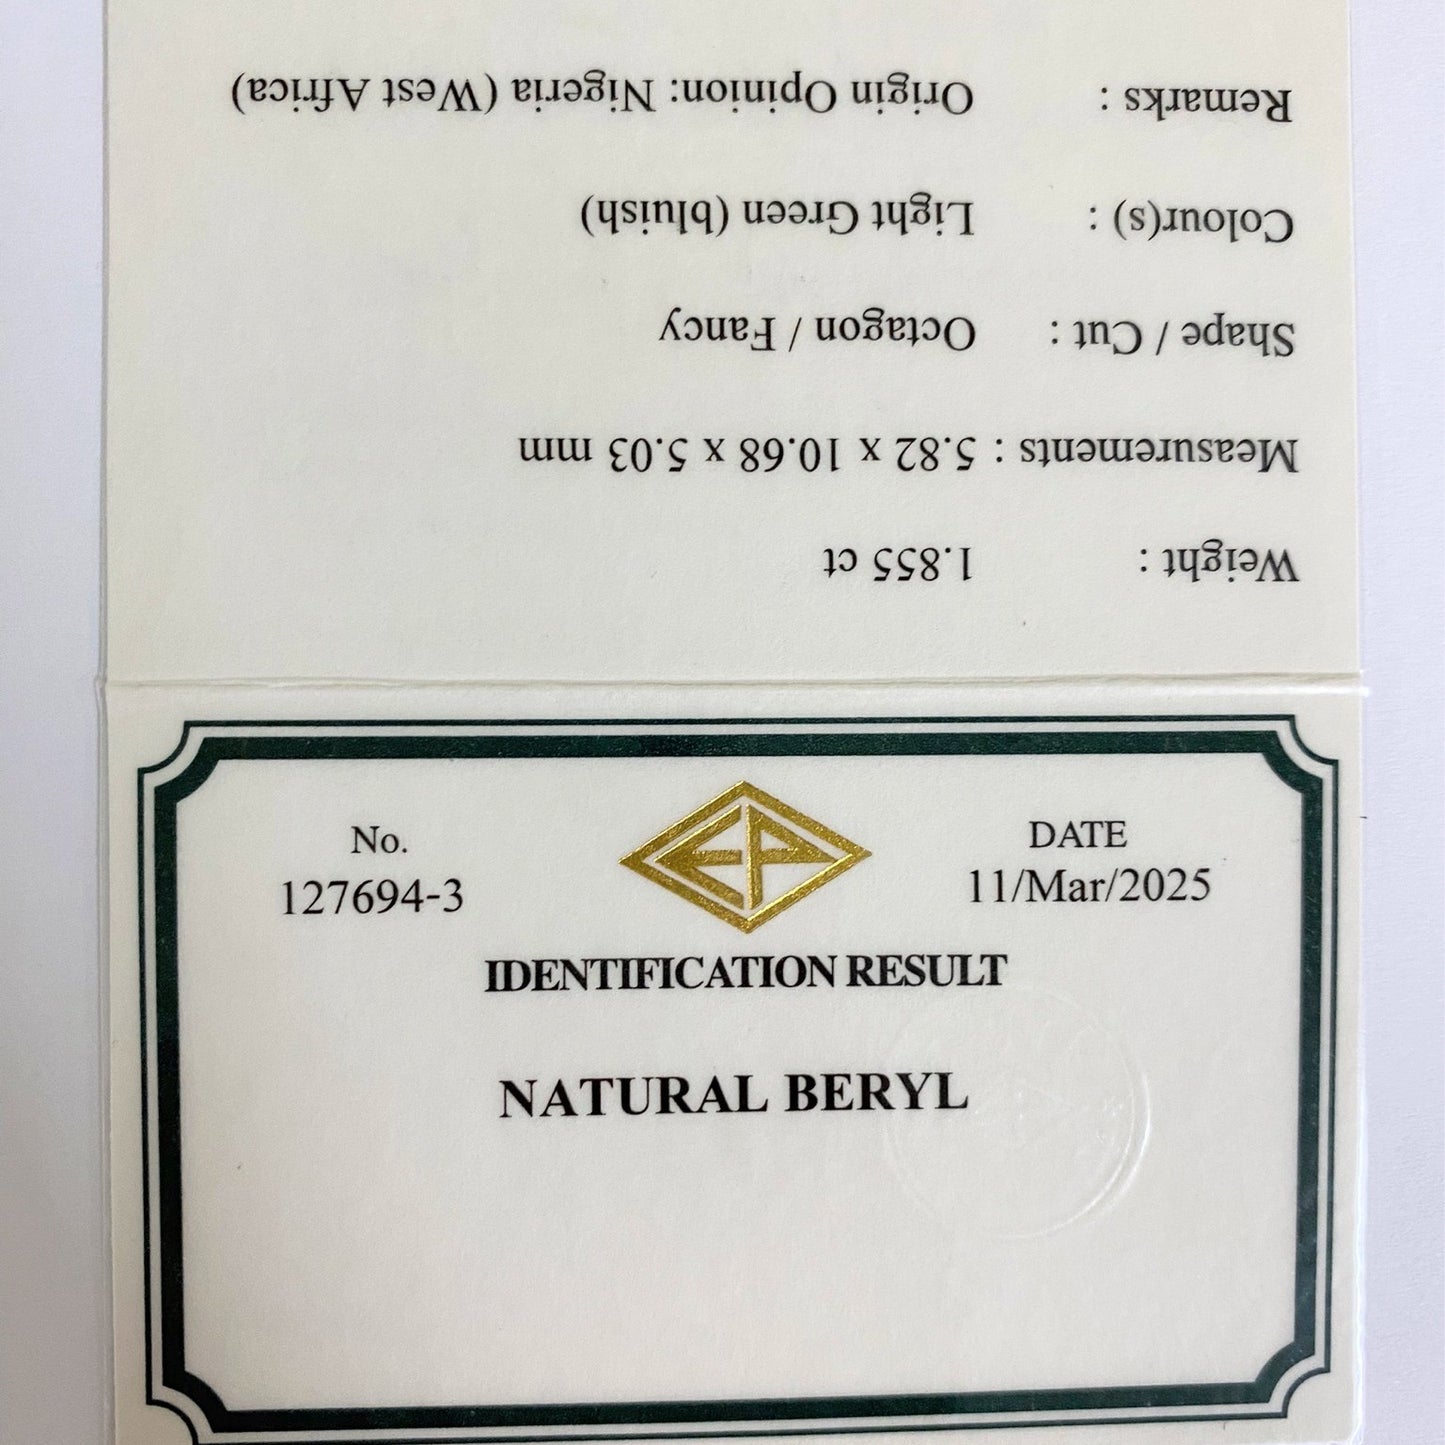 Weight : 1.855 ct
Measurements : 5.82 x 10.68 x 5.03 mm
Shape / Cut : Octagon / Fancy
Colour(s) : Light Green (bluish)
Remarks : Origin Opinion: Nigeria (West Africa)
No.
127694-3
DATE
11/Mar/2025
IDENTIFICATION RESULT
NATURAL BERYL